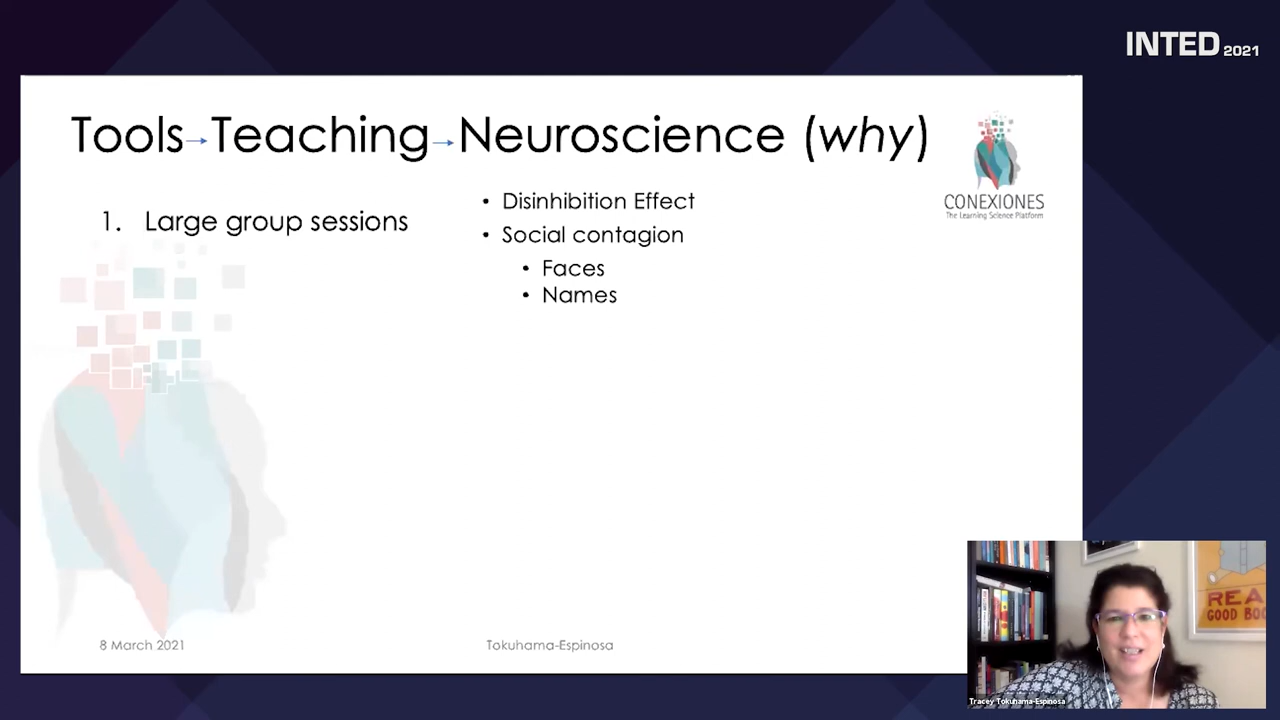 INTED 2021
Tools→Teaching→Neuroscience (why)
CONEXIONES
The Learning Science Platform
1. Large group sessions
• Disinhibition Effect
• Social contagion
• Faces
• Names
8 March 2021
Tokuhama-Espinosa
REA
GOOD BOO
Tracey Tokuhama-Espinosa